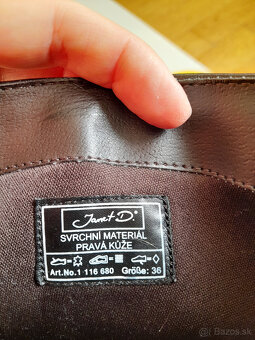 Janet D.
SVRCHNÍ MATERIÁL
PRAVÁ KŮŽE
Art.No.1 116 680 Größe: 36
Bazos.sk